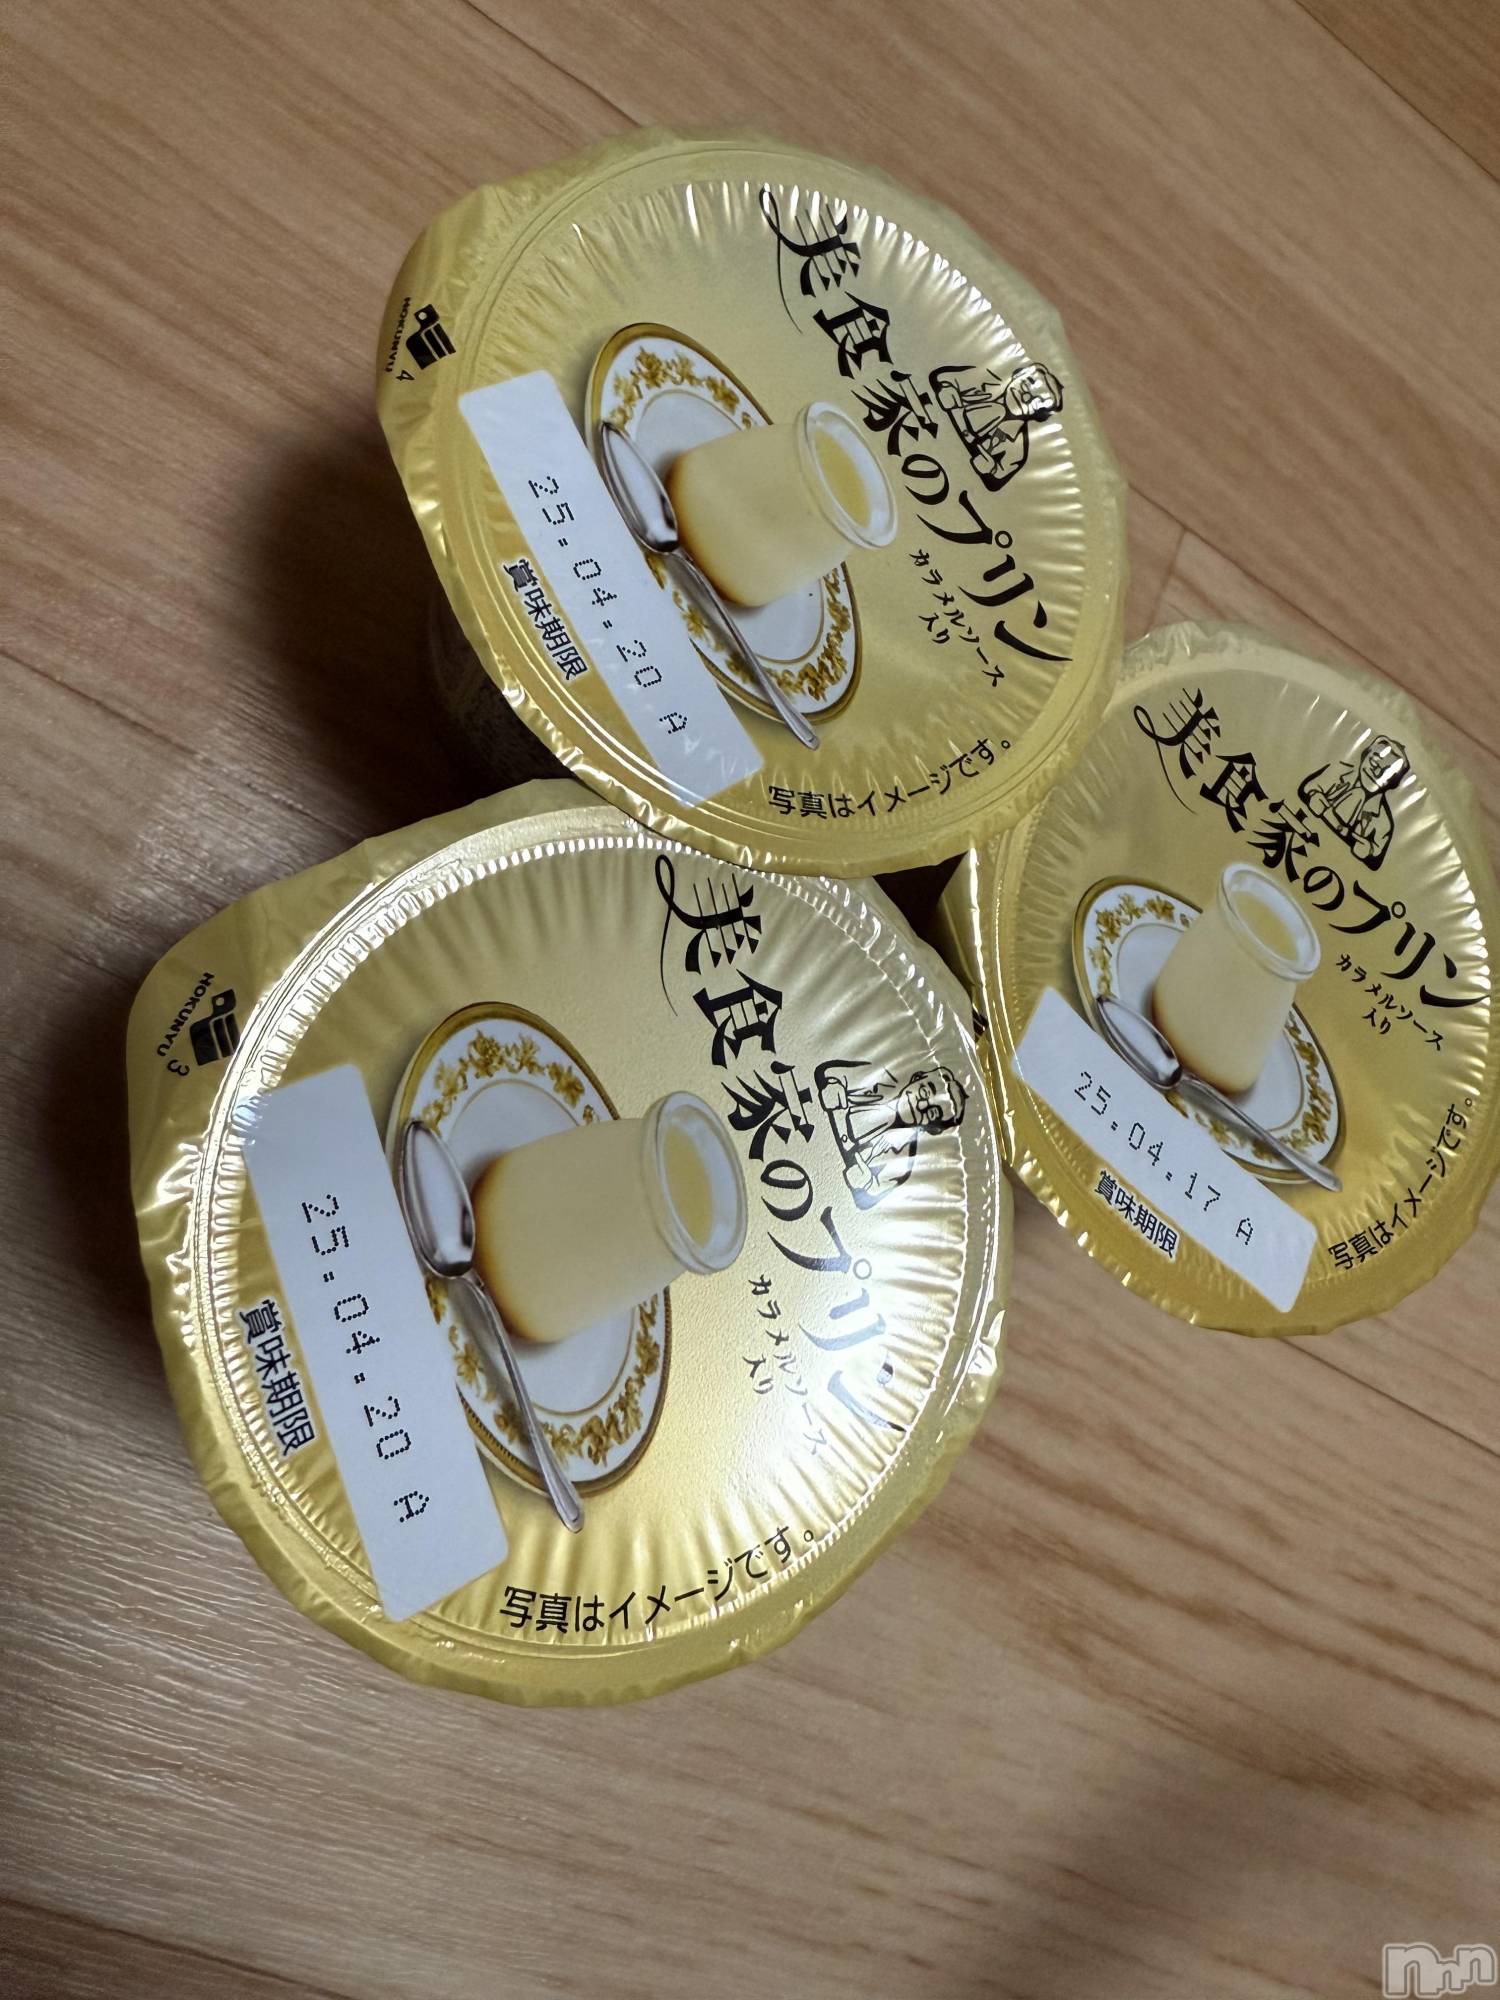 美食家のプリン
カラメルソース
入り
25.04.20 A
賞味期限
写真はイメージです。
HOKUNYU
4
美食家のプリン
カラメルソース
入り
25.04.17 A
賞味期限
写真はイメージです。
美食家のプリン
カラメルソース
入り
25.04.20 A
賞味期限
写真はイメージです。
HOKUNYU
3
nnn